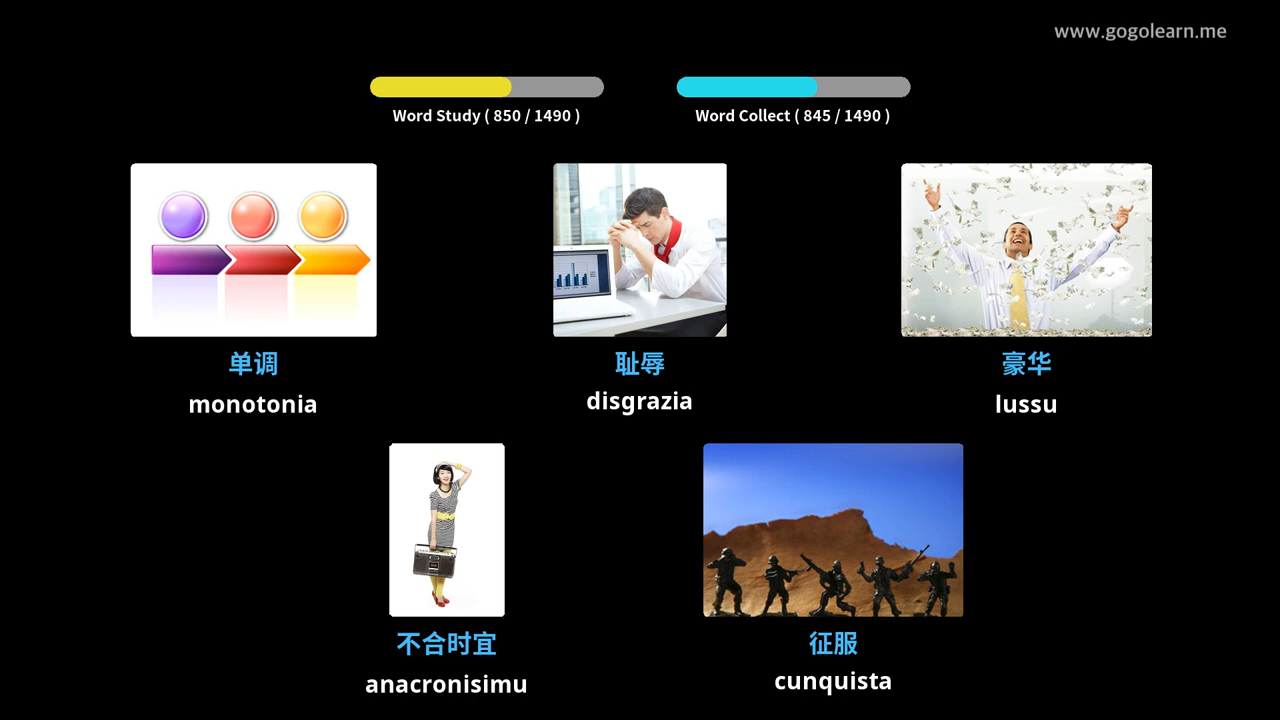 www.gogolearn.me
Word Study ( 850 / 1490 )
Word Collect ( 845 / 1490 )
单调
monotonia
耻辱
disgrazia
豪华
lussu
不合时宜
anacronisimu
征服
cunquista